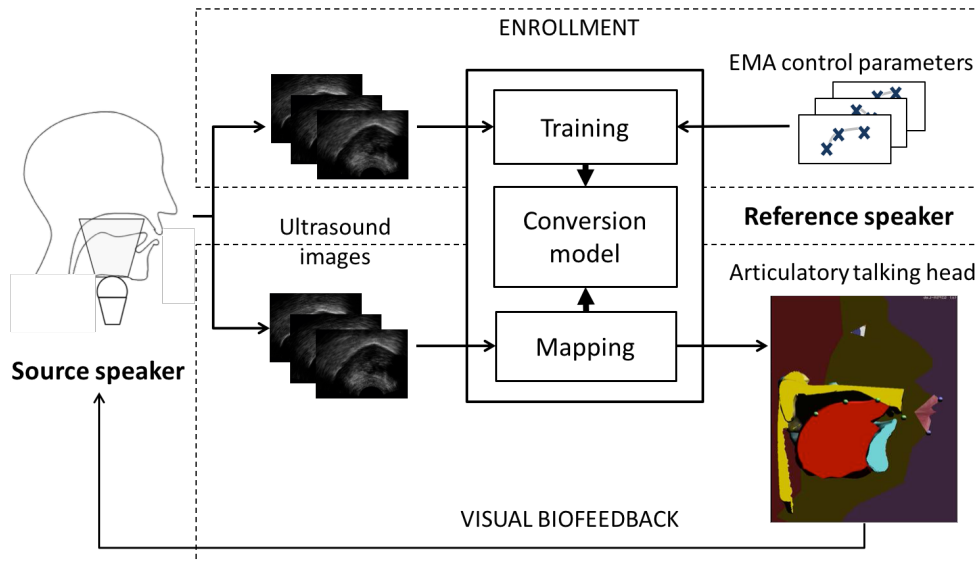 ENROLLMENT
EMA control parameters
Training
Ultrasound
images
Conversion
model
Reference speaker
Articulatory talking head
Mapping
Source speaker
VISUAL BIOFEEDBACK